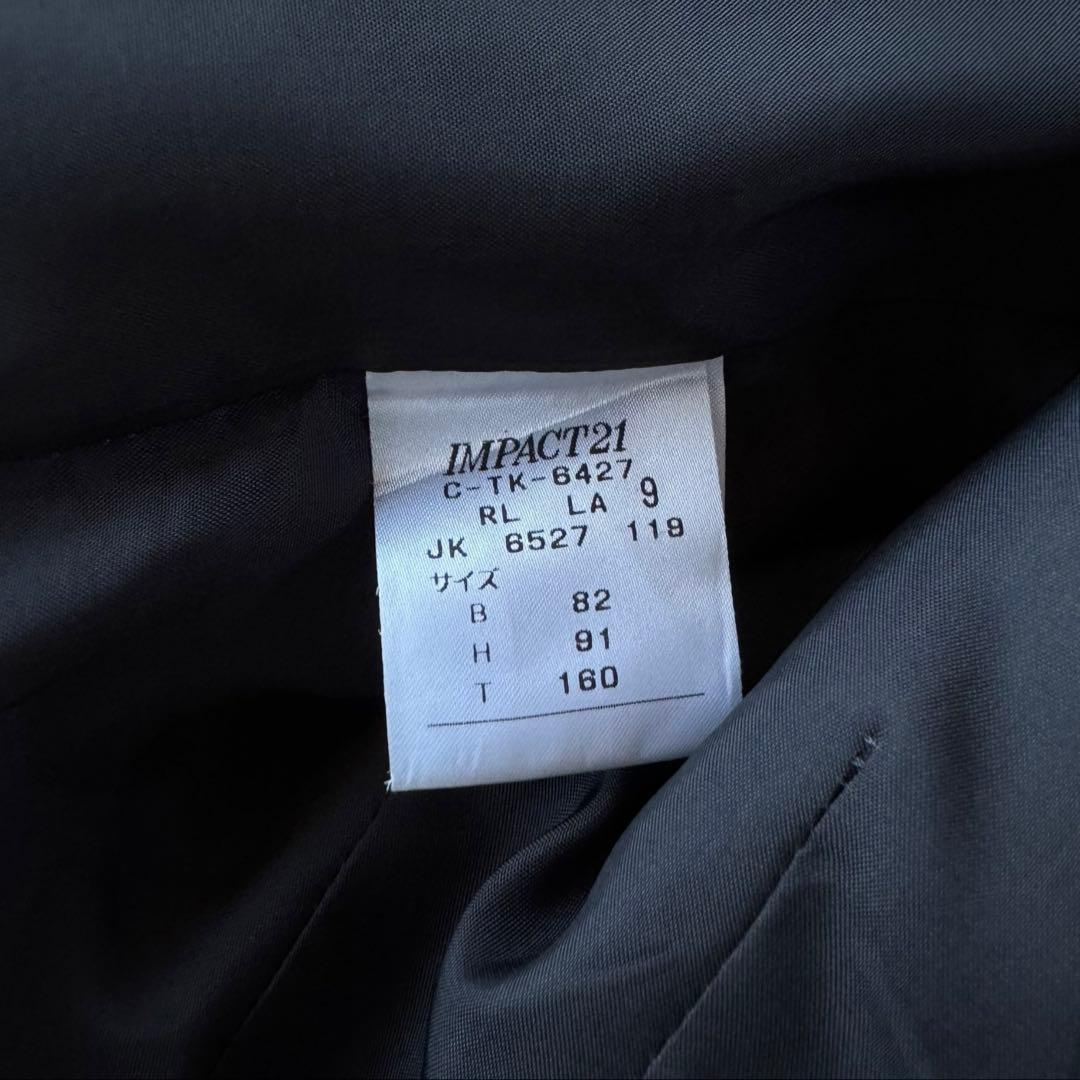 IMPACT21
C-TK-6427
RL LA 9
JK 6527 119
サイズ
B 82
H 91
T 160